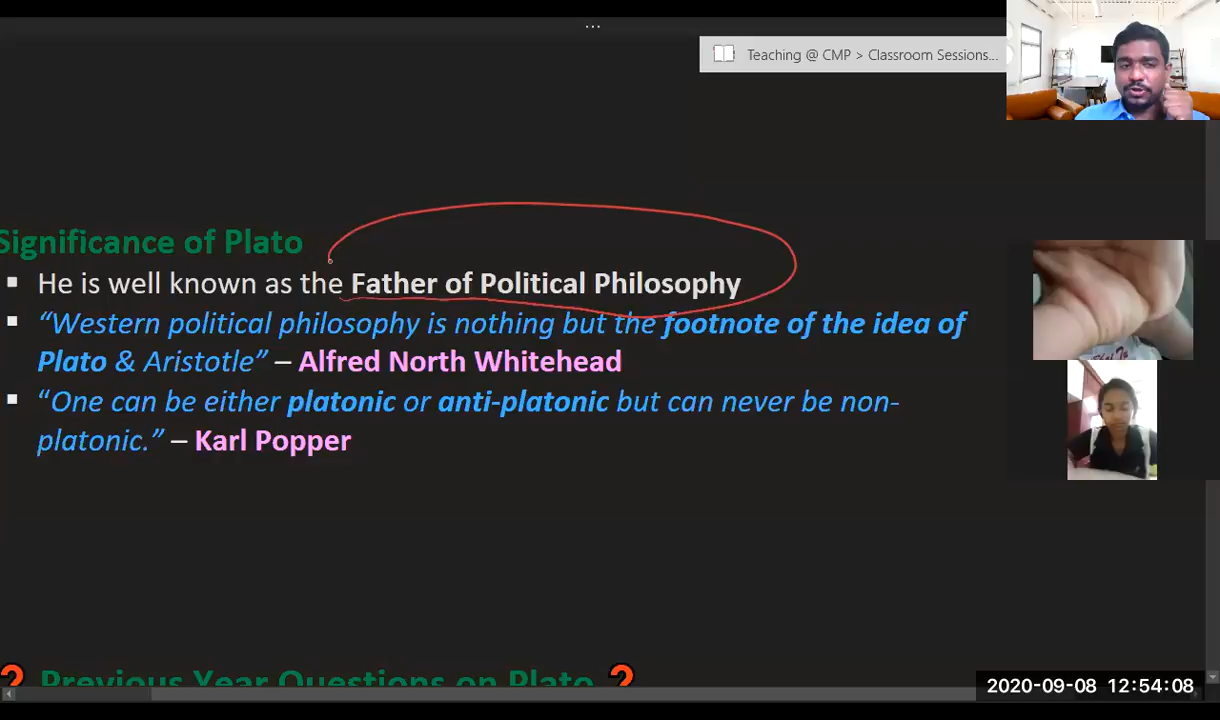 ...
Teaching @ CMP > Classroom Sessions...
Significance of Plato
▪ He is well known as the Father of Political Philosophy
▪ “Western political philosophy is nothing but the footnote of the idea of
Plato & Aristotle” – Alfred North Whitehead
▪ “One can be either platonic or anti-platonic but can never be non-
platonic.” – Karl Popper
? Previous Year Questions on Plato ?
2020-09-08 12:54:08